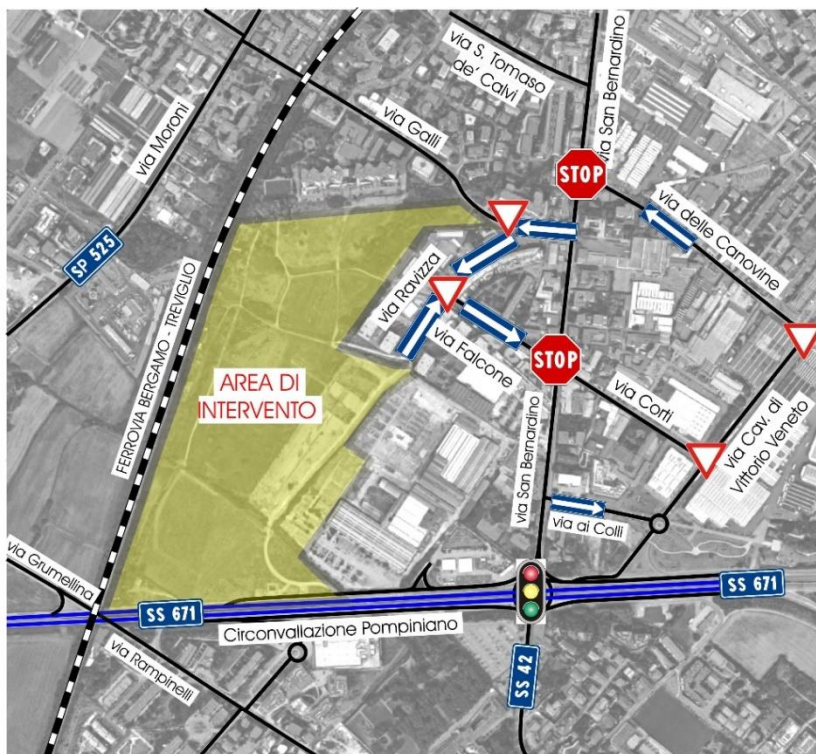 via S. Tomaso
de' Calvi
via San Bernardino
via Galli
via Moroni
STOP
via delle Canovine
SP 525
via Ravizza
FERROVIA BERGAMO - TREVIGLIO
AREA DI
INTERVENTO
via Falcone
STOP
via Corti
via Cav. di
Vittorio Veneto
via San Bernardino
via ai Colli
via Grumellina
SS 671
SS 671
Circonvallazione Pompiniano
via Rampinelli
SS 42